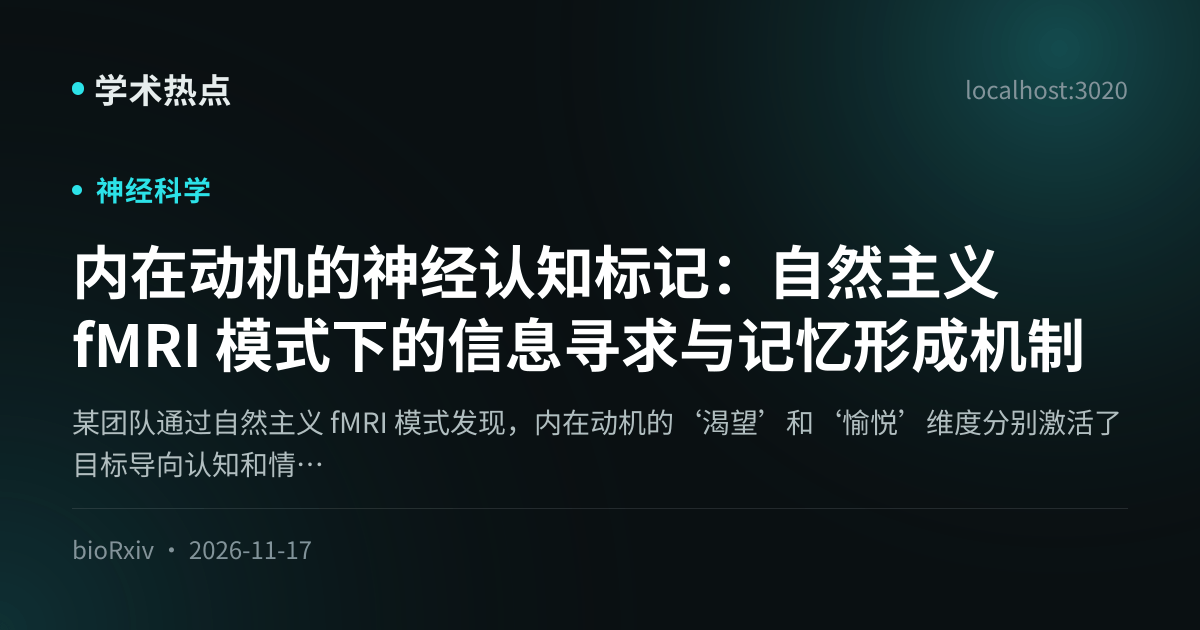 学术热点
localhost:3020
神经科学
内在动机的神经认知标记：自然主义
fMRI 模式下的信息寻求与记忆形成机制
某团队通过自然主义 fMRI 模式发现，内在动机的‘渴望’和‘愉悦’维度分别激活了
目标导向认知和情…
bioRxiv • 2026-11-17